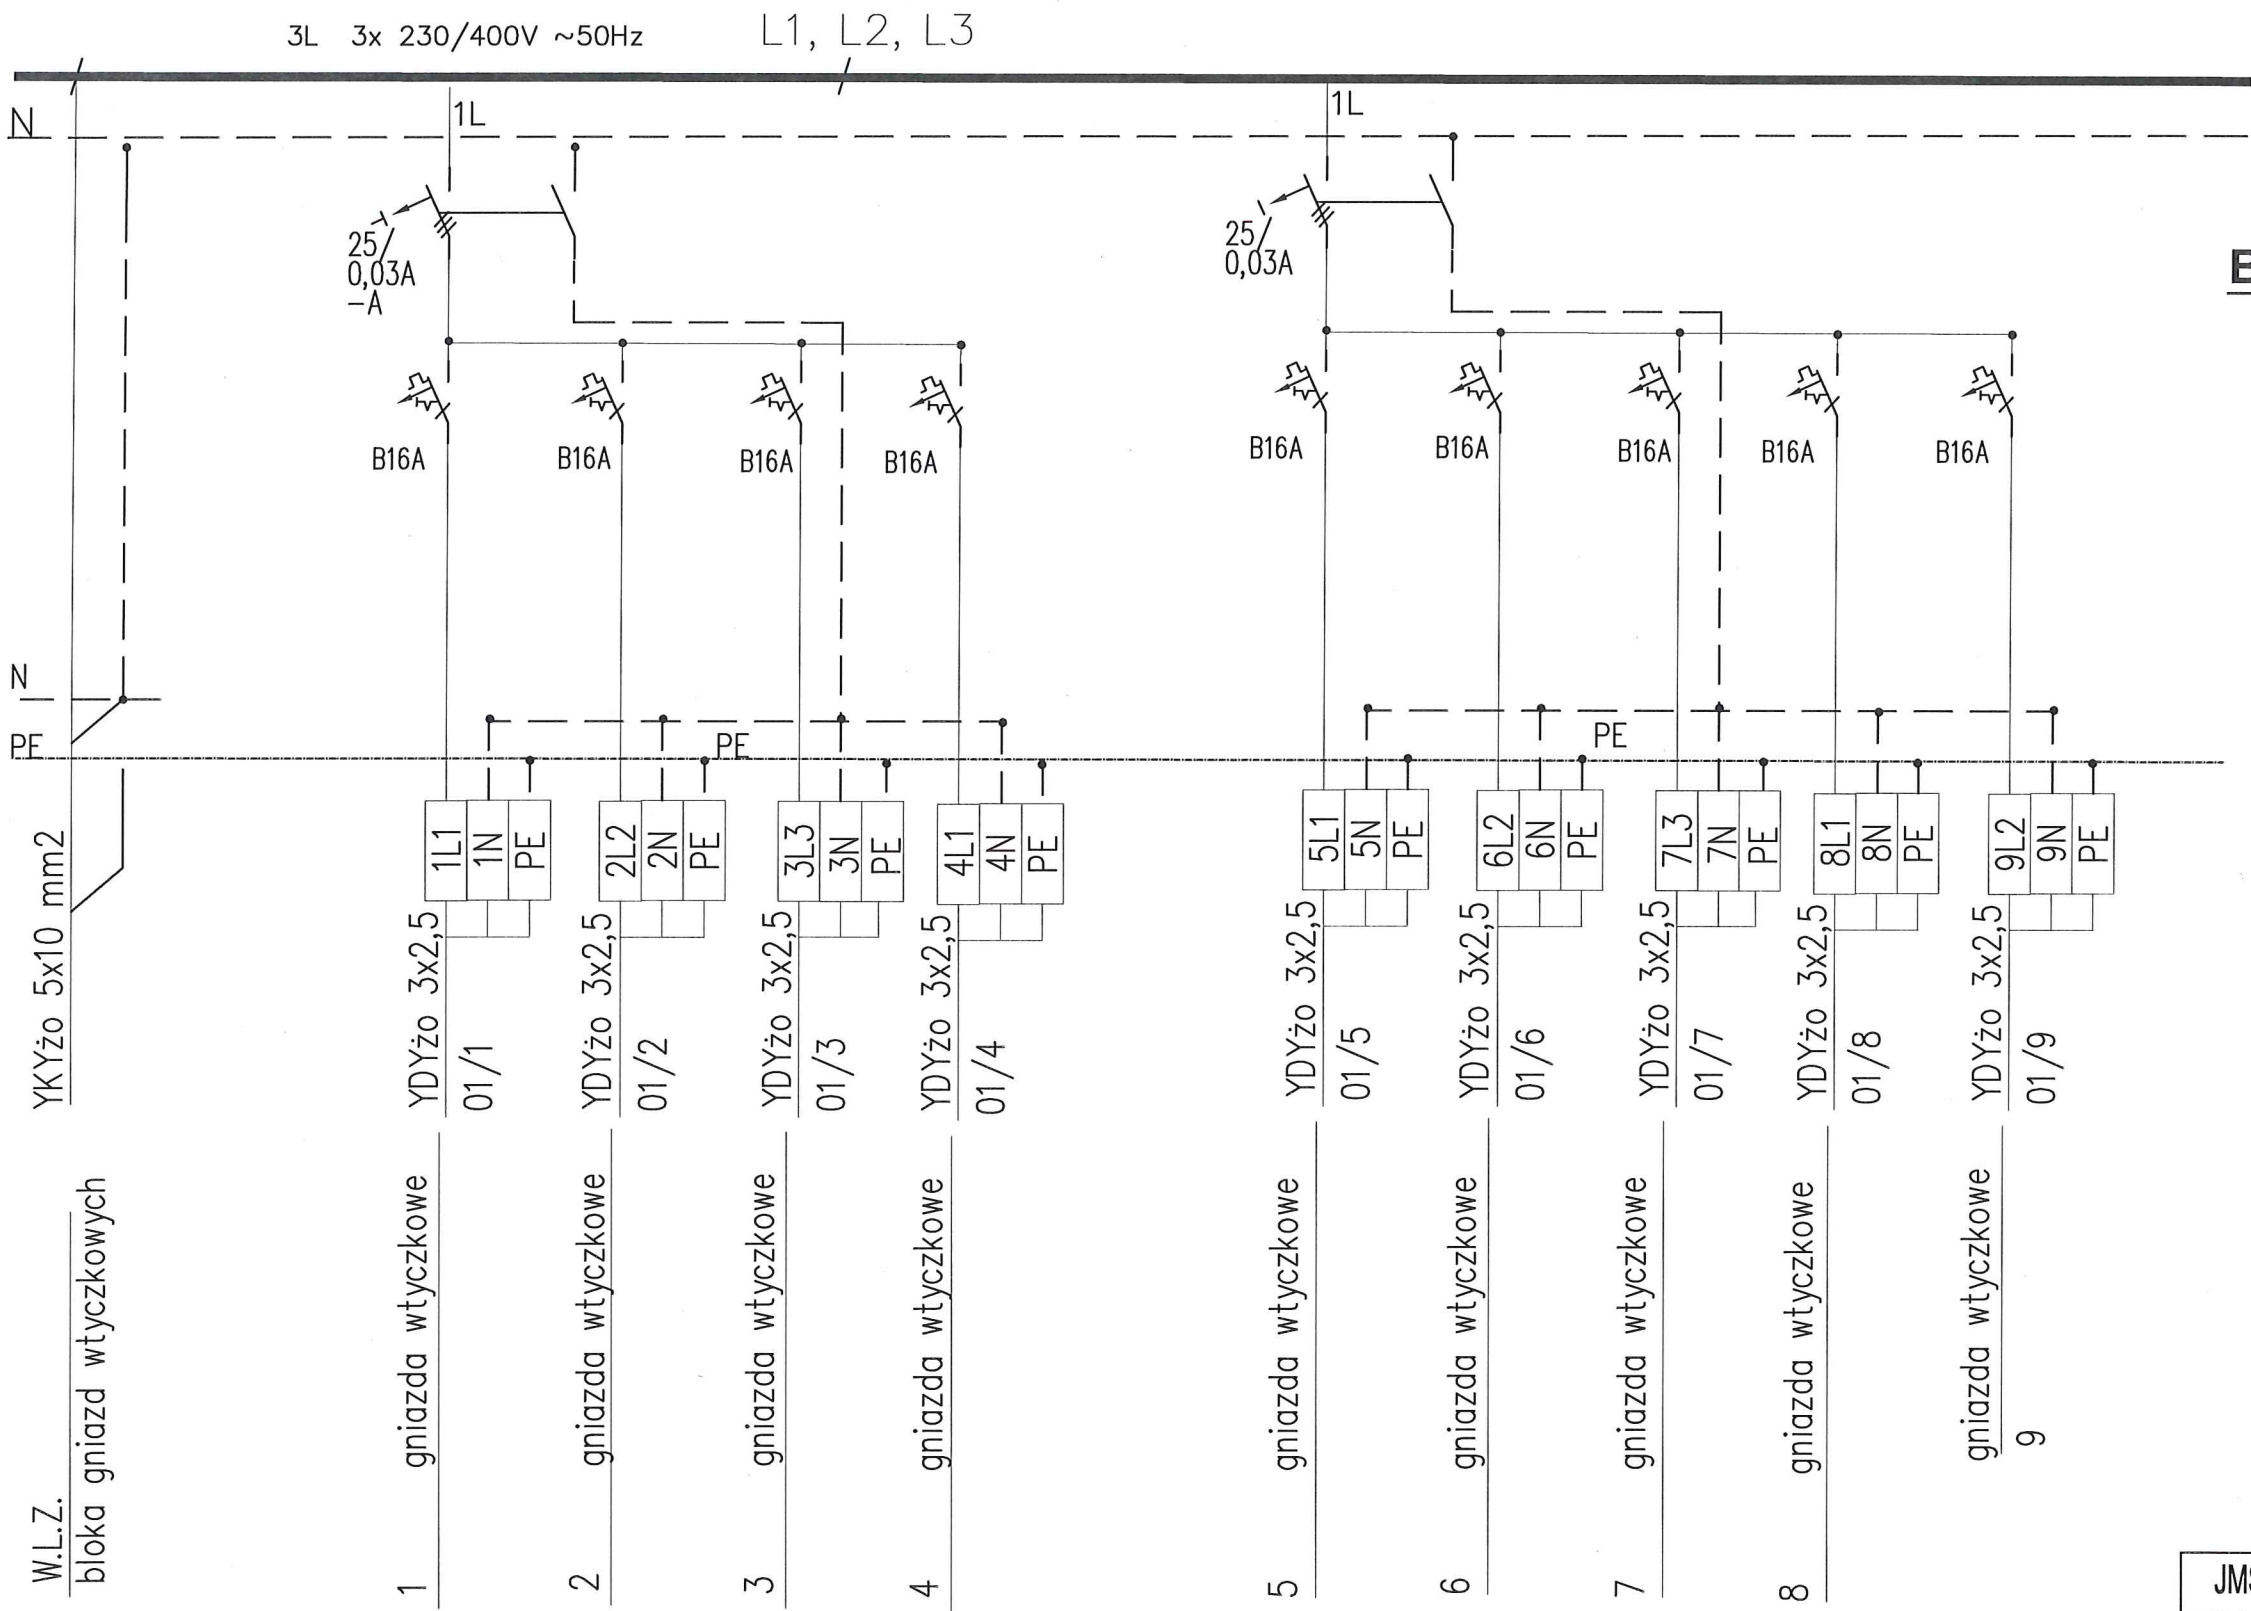 3L 3x 230/400V ~50Hz
L1, L2, L3
N
1L
1L
25/
0,03A
-A
25/
0,03A
B16A
B16A
B16A
B16A
B16A
B16A
B16A
B16A
B16A
N
PE
PE
PE
1L1
1N
PE
2L2
2N
PE
3L3
3N
PE
4L1
4N
PE
5L1
5N
PE
6L2
6N
PE
7L3
7N
PE
8L1
8N
PE
9L2
9N
PE
YKYżo 5x10 mm2
YDYżo 3x2,5
01/1
YDYżo 3x2,5
01/2
YDYżo 3x2,5
01/3
YDYżo 3x2,5
01/4
YDYżo 3x2,5
01/5
YDYżo 3x2,5
01/6
YDYżo 3x2,5
01/7
YDYżo 3x2,5
01/8
YDYżo 3x2,5
01/9
W.L.Z.
bloka gniazd wtyczkowych
1 gniazda wtyczkowe
2 gniazda wtyczkowe
3 gniazda wtyczkowe
4 gniazda wtyczkowe
5 gniazda wtyczkowe
6 gniazda wtyczkowe
7 gniazda wtyczkowe
8 gniazda wtyczkowe
gniazda wtyczkowe
9